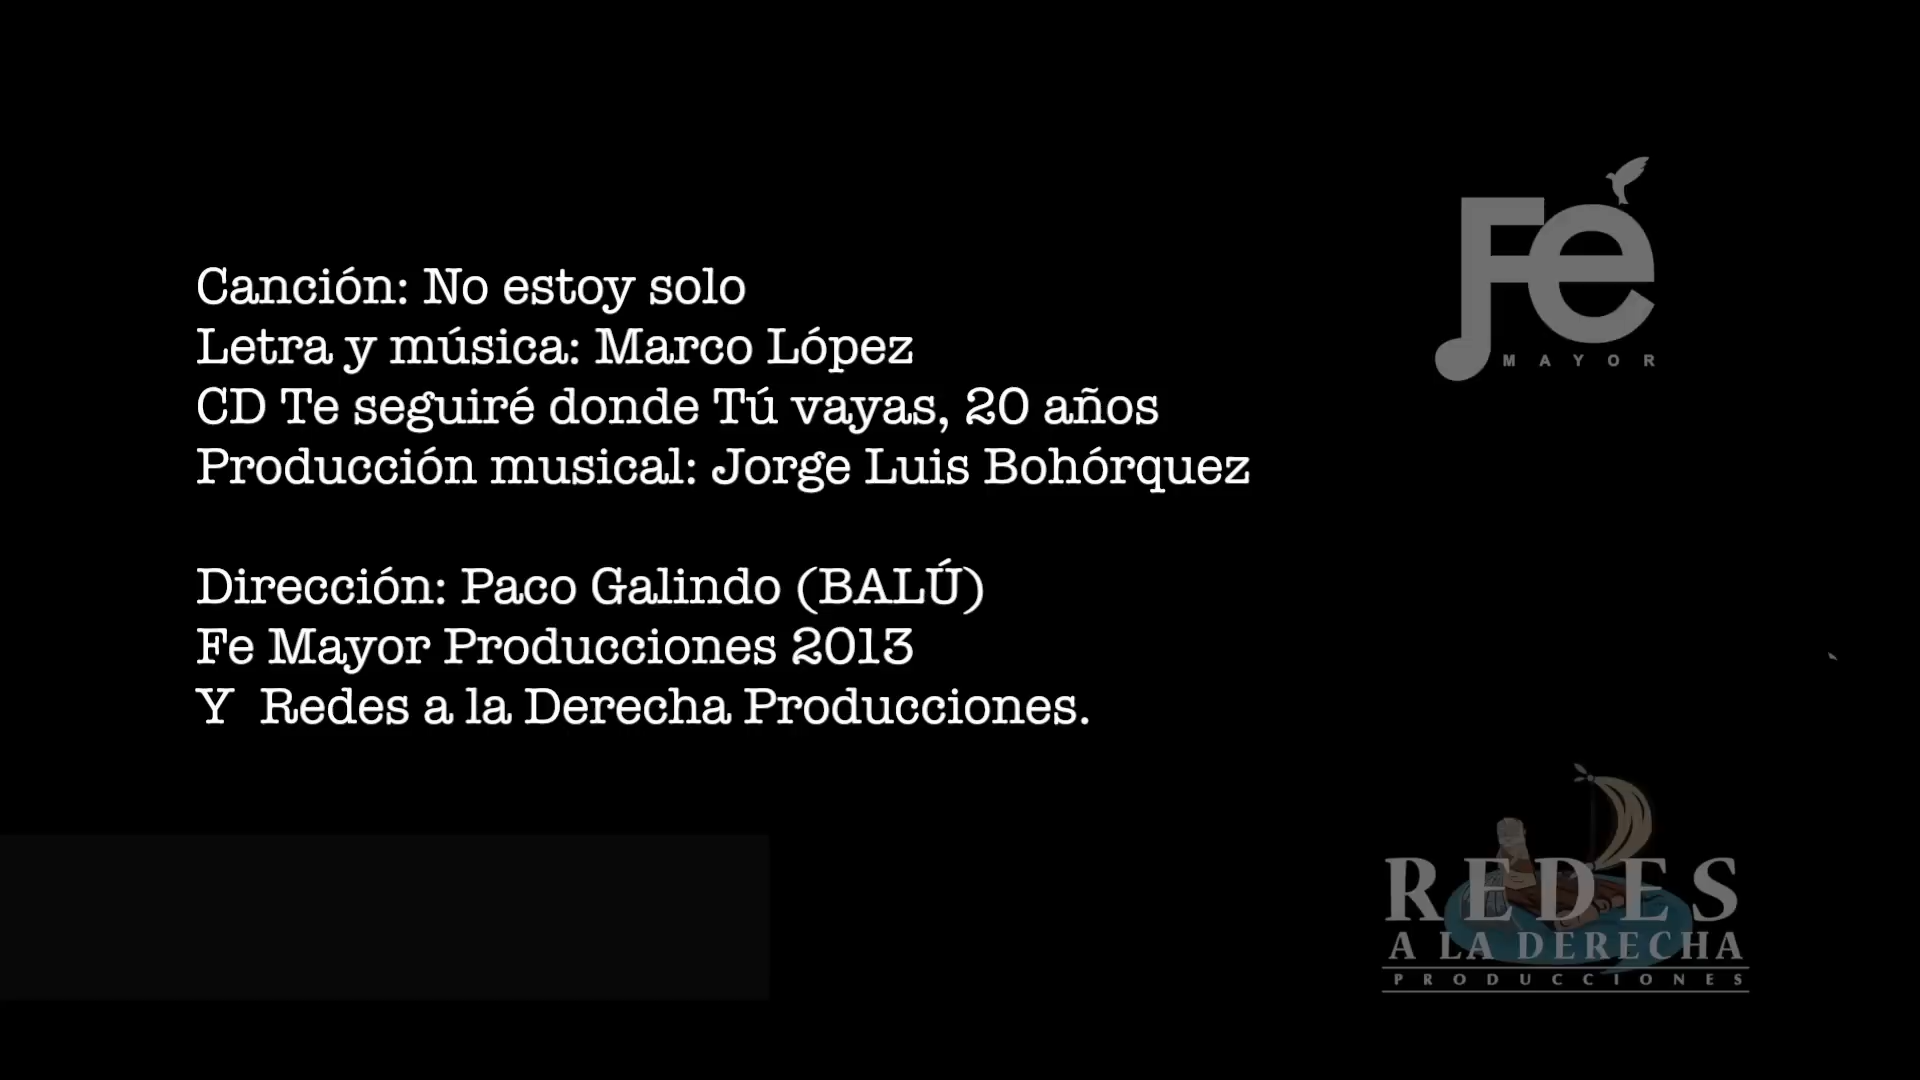 Canción: No estoy solo
Letra y música: Marco López
CD Te seguiré donde Tú vayas, 20 años
Producción musical: Jorge Luis Bohórquez
Dirección: Paco Galindo (BALÚ)
Fe Mayor Producciones 2013
Y  Redes a la Derecha Producciones.
Fe
MAYOR
REDES
A LA DERECHA
PRODUCCIONES